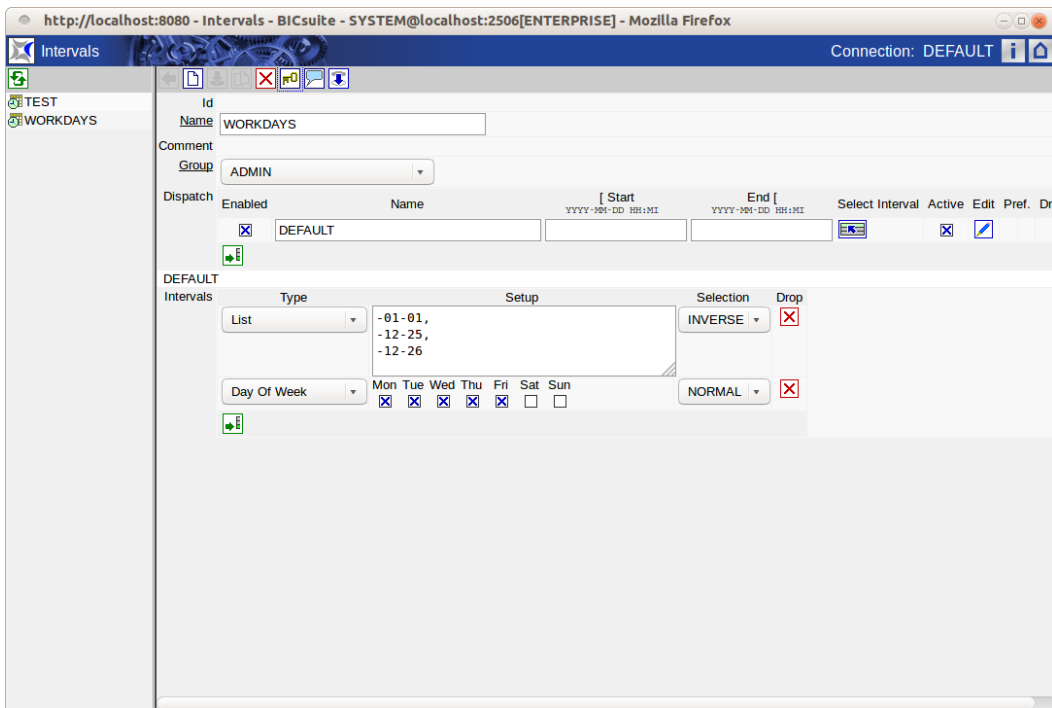 http://localhost:8080 - Intervals - BICsuite - SYSTEM@localhost:2506[ENTERPRISE] - Mozilla Firefox
Intervals Connection: DEFAULT i
TEST
WORKDAYS
Id
Name WORKDAYS
Comment
Group ADMIN
Dispatch Enabled Name [ Start YYYY-MM-DD HH:MI End [ YYYY-MM-DD HH:MI Select Interval Active Edit Pref. Dr
DEFAULT
DEFAULT
Intervals Type Setup Selection Drop
List -01-01, INVERSE
-12-25,
-12-26
Mon Tue Wed Thu Fri Sat Sun
Day Of Week NORMAL